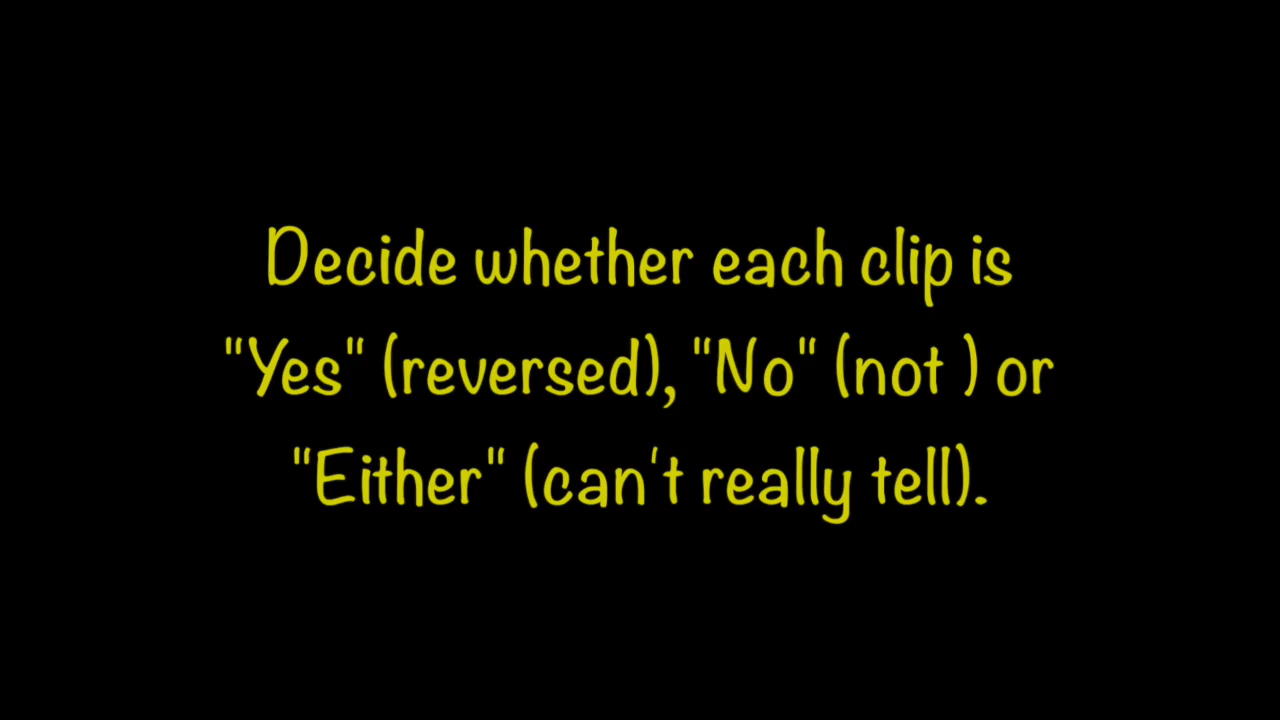 Decide whether each clip is
"Yes" (reversed), "No" (not ) or
"Either" (can't really tell).